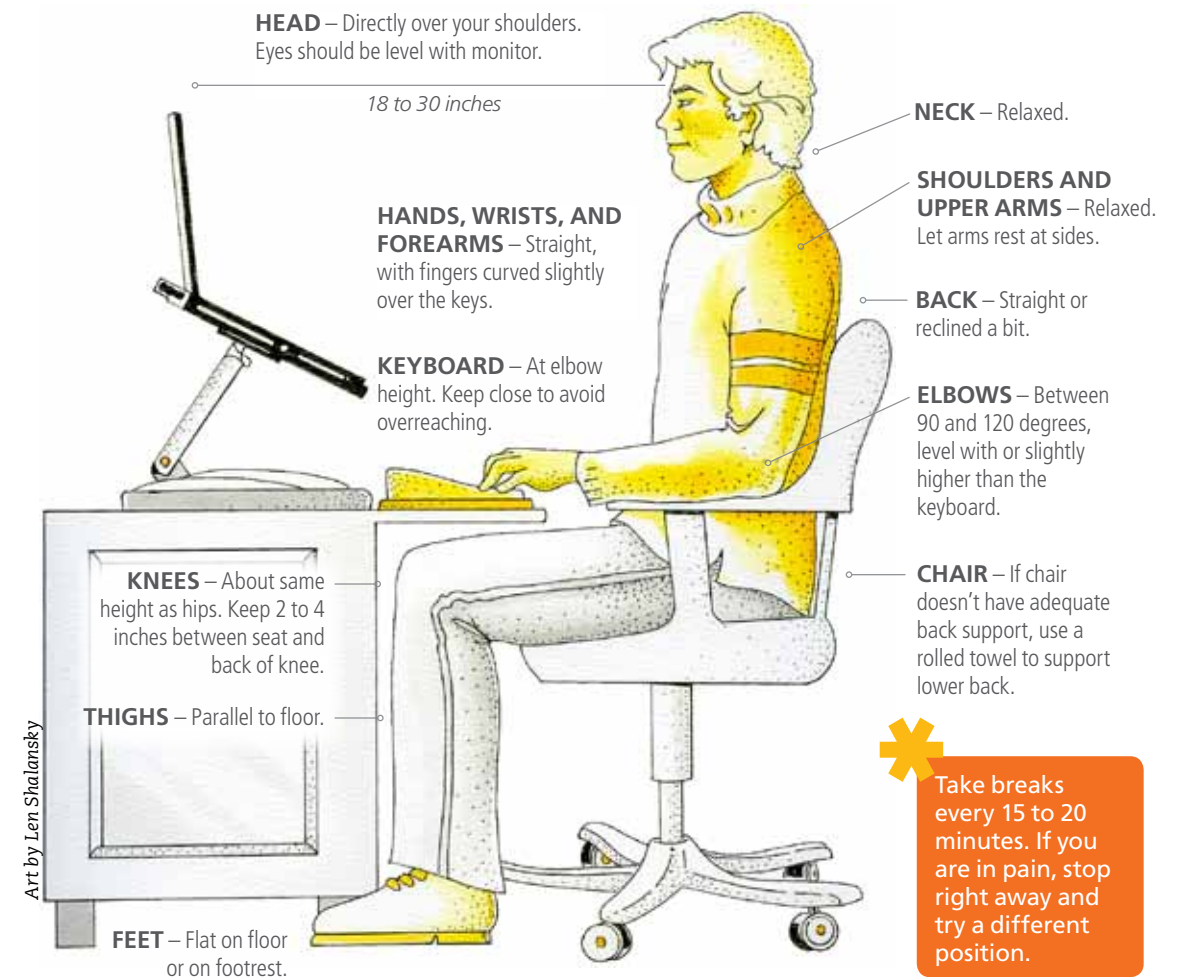 HEAD – Directly over your shoulders.
Eyes should be level with monitor.
18 to 30 inches
NECK – Relaxed.
SHOULDERS AND
UPPER ARMS – Relaxed.
Let arms rest at sides.
HANDS, WRISTS, AND
FOREARMS – Straight,
with fingers curved slightly
over the keys.
BACK – Straight or
reclined a bit.
KEYBOARD – At elbow
height. Keep close to avoid
overreaching.
ELBOWS – Between
90 and 120 degrees,
level with or slightly
higher than the
keyboard.
KNEES – About same
height as hips. Keep 2 to 4
inches between seat and
back of knee.
CHAIR – If chair
doesn't have adequate
back support, use a
rolled towel to support
lower back.
THIGHS – Parallel to floor.
Art by Len Shalansky
Take breaks
every 15 to 20
minutes. If you
are in pain, stop
right away and
try a different
position.
FEET – Flat on floor
or on footrest.